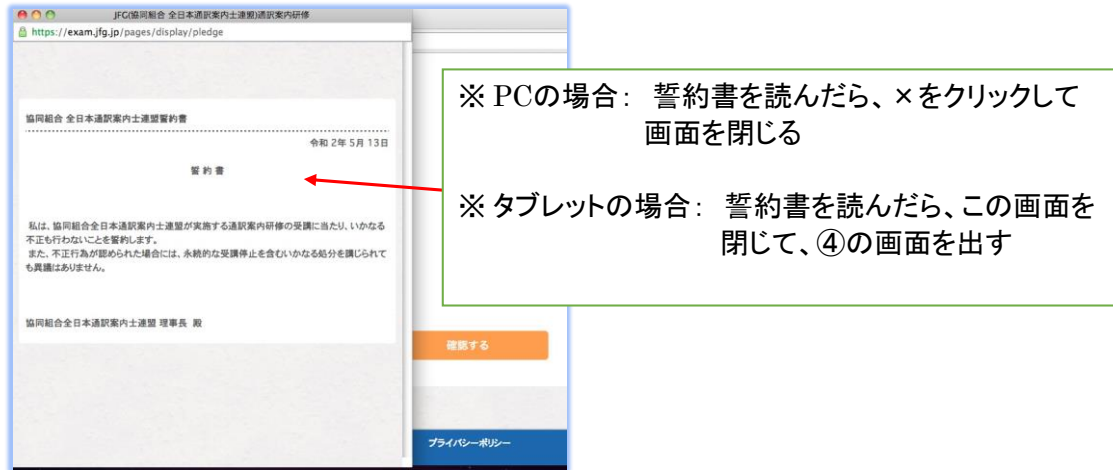 JFG(協同組合 全日本通訳案内士連盟)通訳案内研修
https://exam.jfg.jp/pages/display/pledge
協同組合 全日本通訳案内士連盟誓約書
令和 2年 5月 13日
誓 約 書
私は、協同組合全日本通訳案内士連盟が実施する通訳案内研修の受講に当たり、いかなる
不正も行わないことを誓約します。
また、不正行為が認められた場合には、永続的な受講停止を含むいかなる処分を講じられて
も異議はありません。
協同組合全日本通訳案内士連盟 理事長 殿
※ PCの場合： 誓約書を読んだら、×をクリックして
画面を閉じる
※ タブレットの場合： 誓約書を読んだら、この画面を
閉じて、④の画面を出す
確認する
プライバシーポリシー